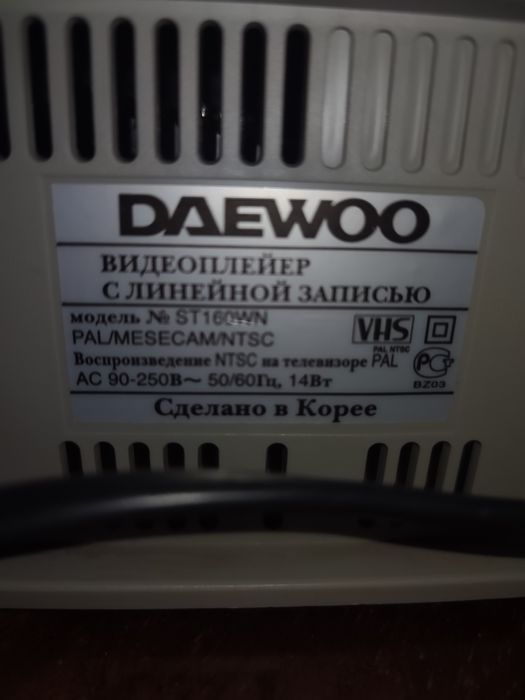 DAEWOO
ВИДЕОПЛЕЙЕР
С ЛИНЕЙНОЙ ЗАПИСЬЮ
модель № ST160WN
PAL/MESECAM/NTSC
VHS
PAL NTSC
Воспроизведение NTSC на телевизоре PAL
AC 90-250В~ 50/60Гц, 14Вт
РС
BZ03
Сделано в Корее